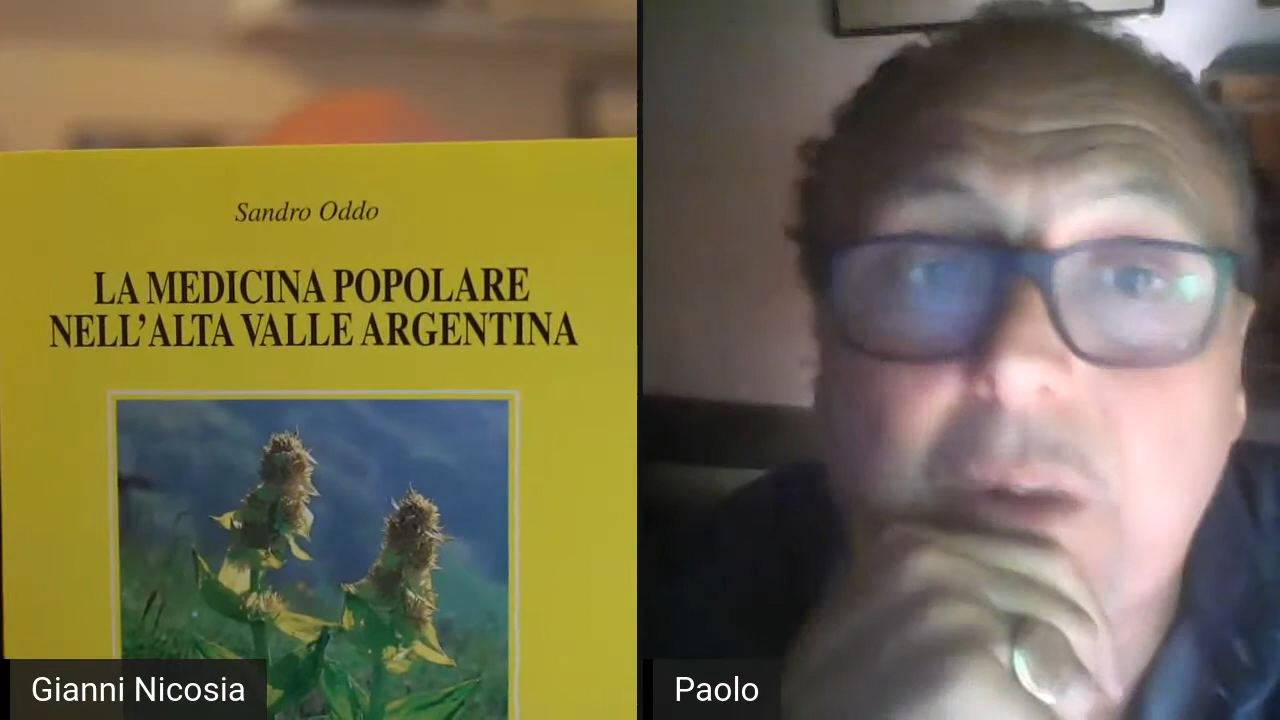 Sandro Oddo
LA MEDICINA POPOLARE
NELL'ALTA VALLE ARGENTINA
Gianni Nicosia
Paolo